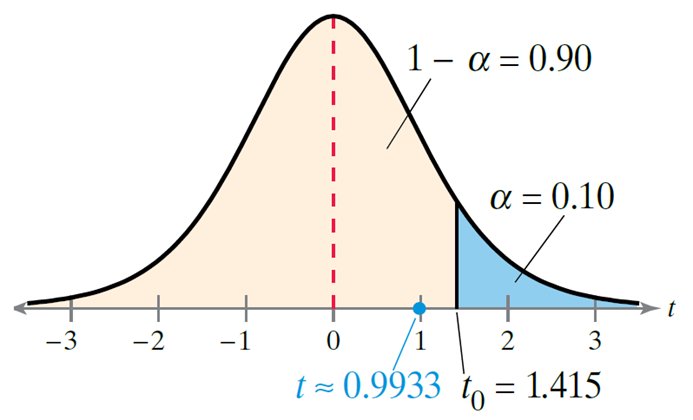 1 − α = 0.90
α = 0.10
t
−3 −2 −1 0 1 2 3
t ≈ 0.9933 t₀ = 1.415